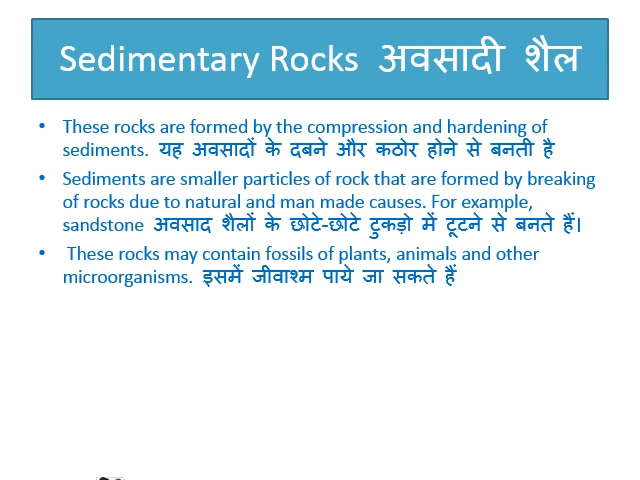 Sedimentary Rocks अवसादी शैल
• These rocks are formed by the compression and hardening of
sediments. यह अवसादों के दबने और कठोर होने से बनती है
• Sediments are smaller particles of rock that are formed by breaking
of rocks due to natural and man made causes. For example,
sandstone अवसाद शैलों के छोटे-छोटे टुकड़ो में टूटने से बनते हैं।
• These rocks may contain fossils of plants, animals and other
microorganisms. इसमें जीवाश्म पाये जा सकते हैं